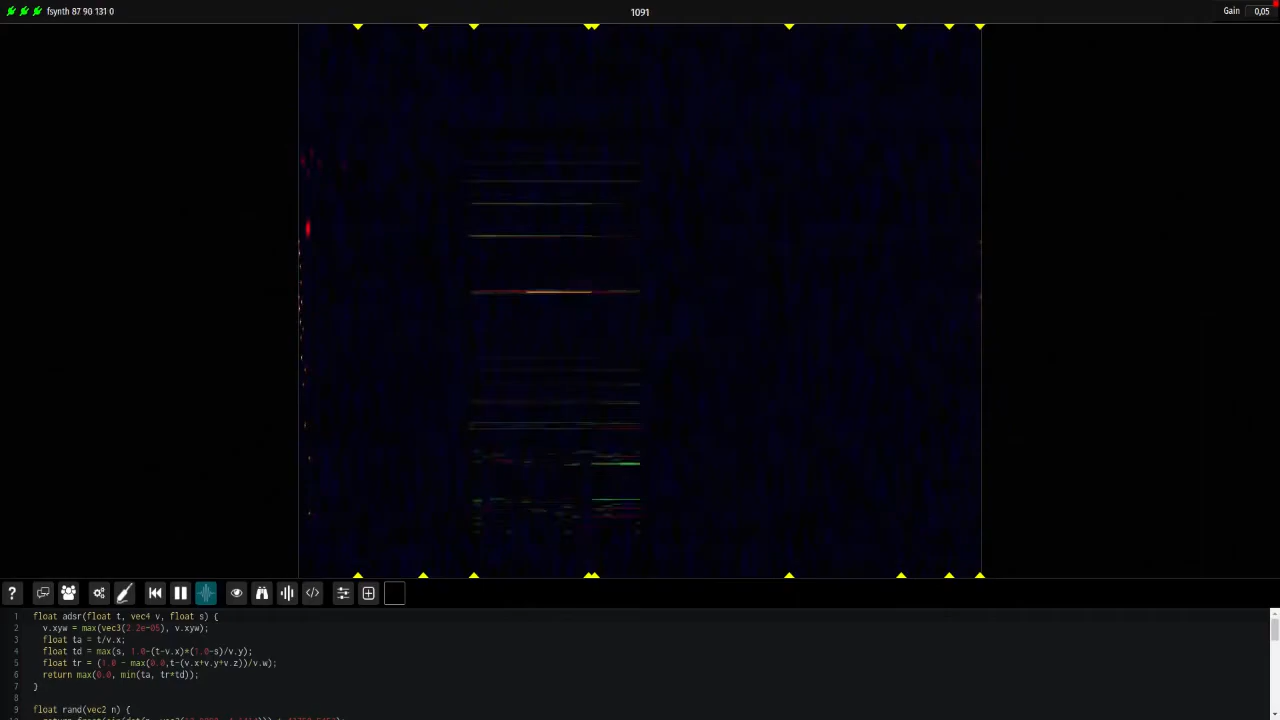 fsynth 87 90 131 0
1091
Gain 0,05
?
1 float adsr(float t, vec4 v, float s) {
2 v.xyw = max(vec3(2.2e-05), v.xyw);
3 float ta = t/v.x;
4 float td = max(s, 1.0-(t-v.x)*(1.0-s)/v.y);
5 float tr = (1.0 - max(0.0,t-(v.x+v.y+v.z))/v.w);
6 return max(0.0, min(ta, tr*td));
7 }
8
9 float rand(vec2 n) {